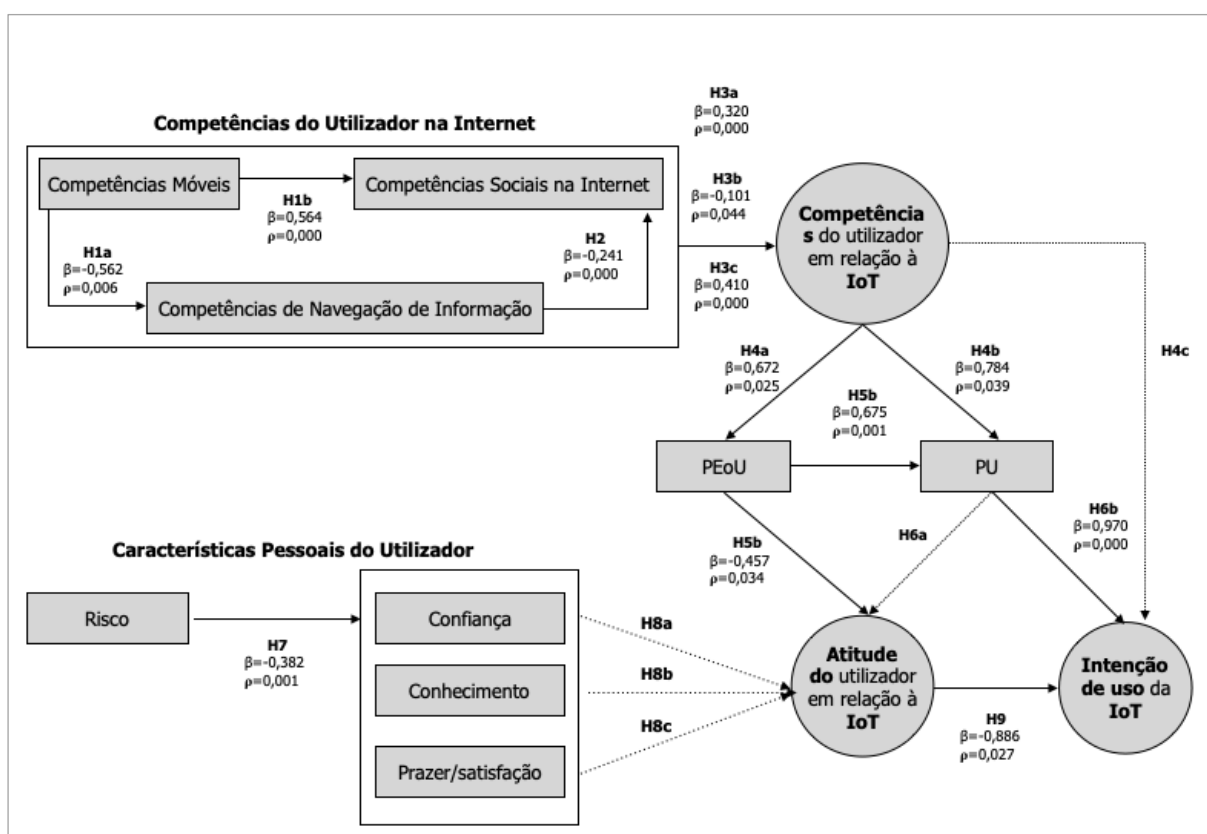 Competências do Utilizador na Internet
Competências Móveis
Competências Sociais na Internet
H1b
β=0,564
ρ=0,000
H1a
β=-0,562
ρ=0,006
H2
β=-0,241
ρ=0,000
Competências de Navegação de Informação
H3a
β=0,320
ρ=0,000
H3b
β=-0,101
ρ=0,044
H3c
β=0,410
ρ=0,000
Competência
s do utilizador
em relação à
IoT
H4a
β=0,672
ρ=0,025
H4b
β=0,784
ρ=0,039
H4c
H5b
β=0,675
ρ=0,001
PEoU
PU
H5b
β=-0,457
ρ=0,034
H6a
H6b
β=0,970
ρ=0,000
Características Pessoais do Utilizador
Risco
H7
β=-0,382
ρ=0,001
Confiança
Conhecimento
Prazer/satisfação
H8a
H8b
H8c
Atitude
do utilizador
em relação à
IoT
H9
β=-0,886
ρ=0,027
Intenção
de uso da
IoT